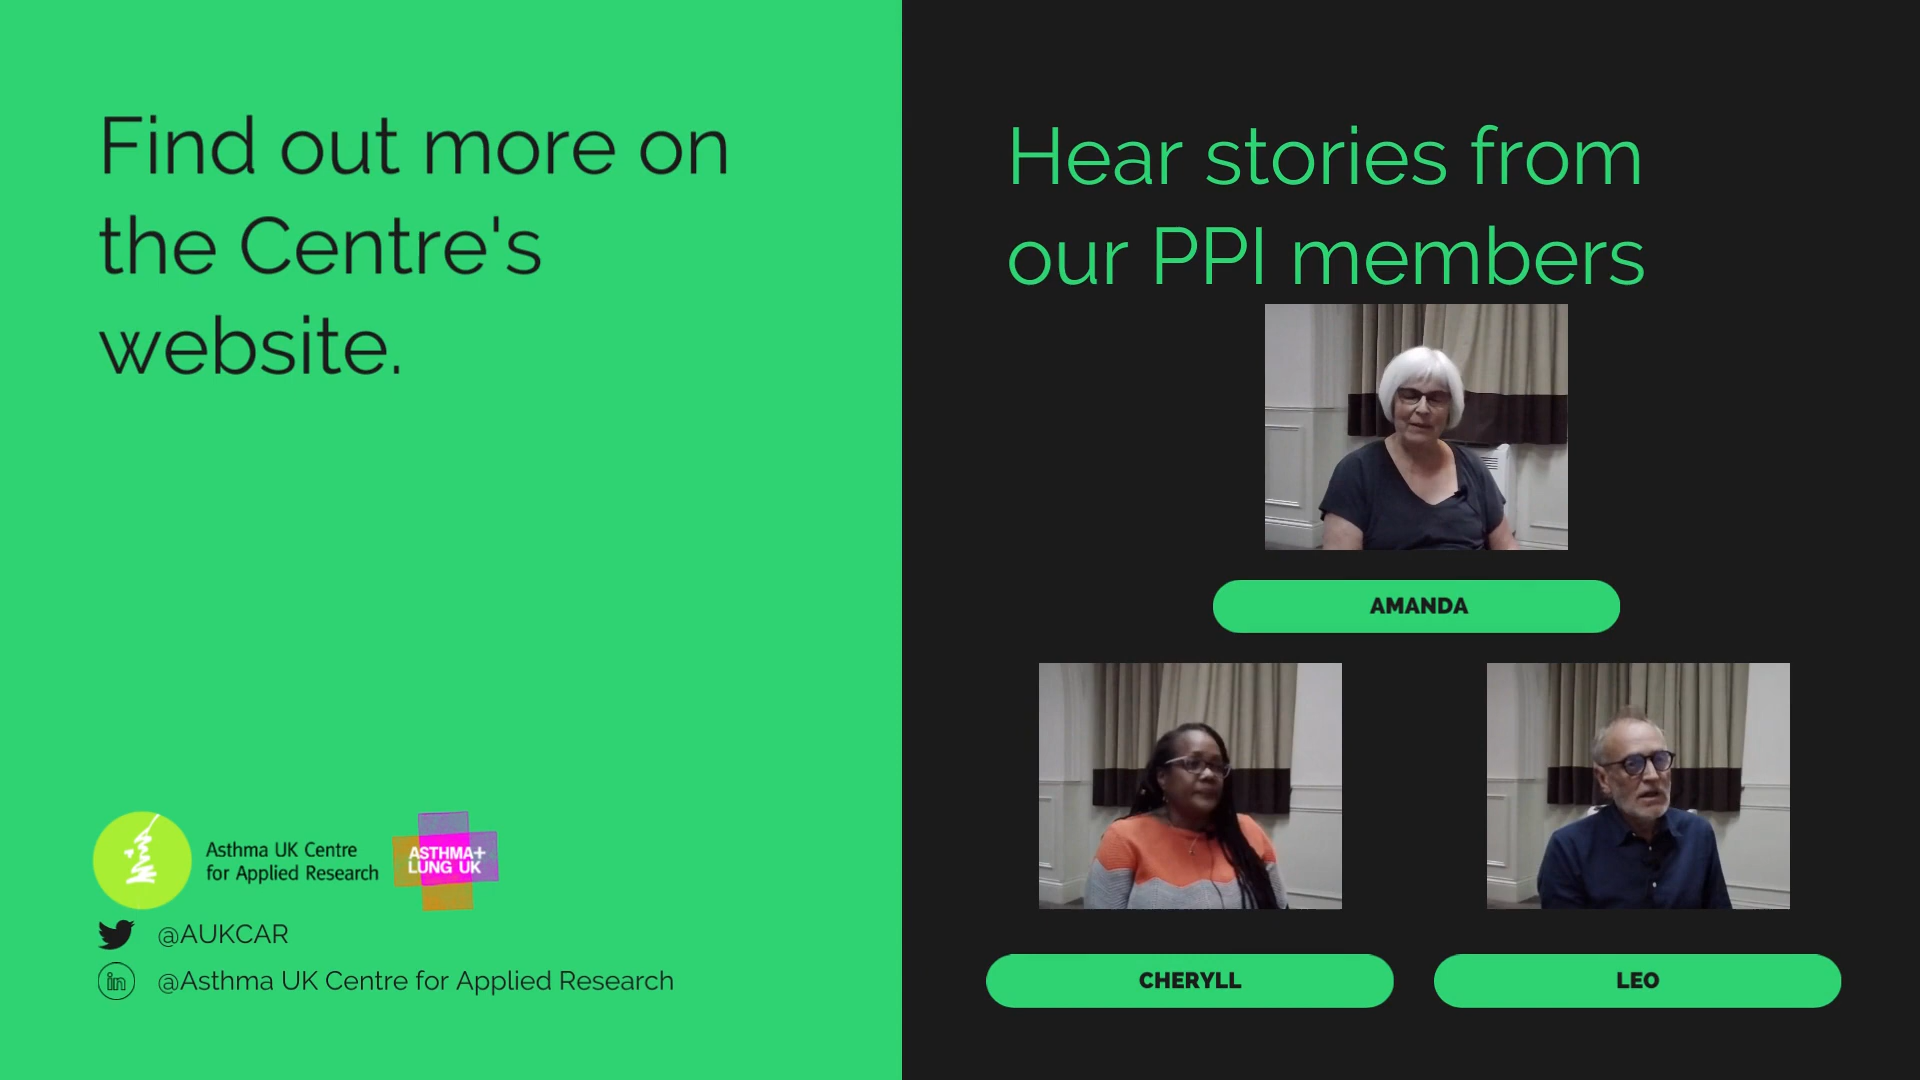 Find out more on
the Centre's
website.
Asthma UK Centre
for Applied Research
ASTHMA+
LUNG UK
@AUKCAR
in
@Asthma UK Centre for Applied Research
Hear stories from
our PPI members
AMANDA
CHERYLL
LEO